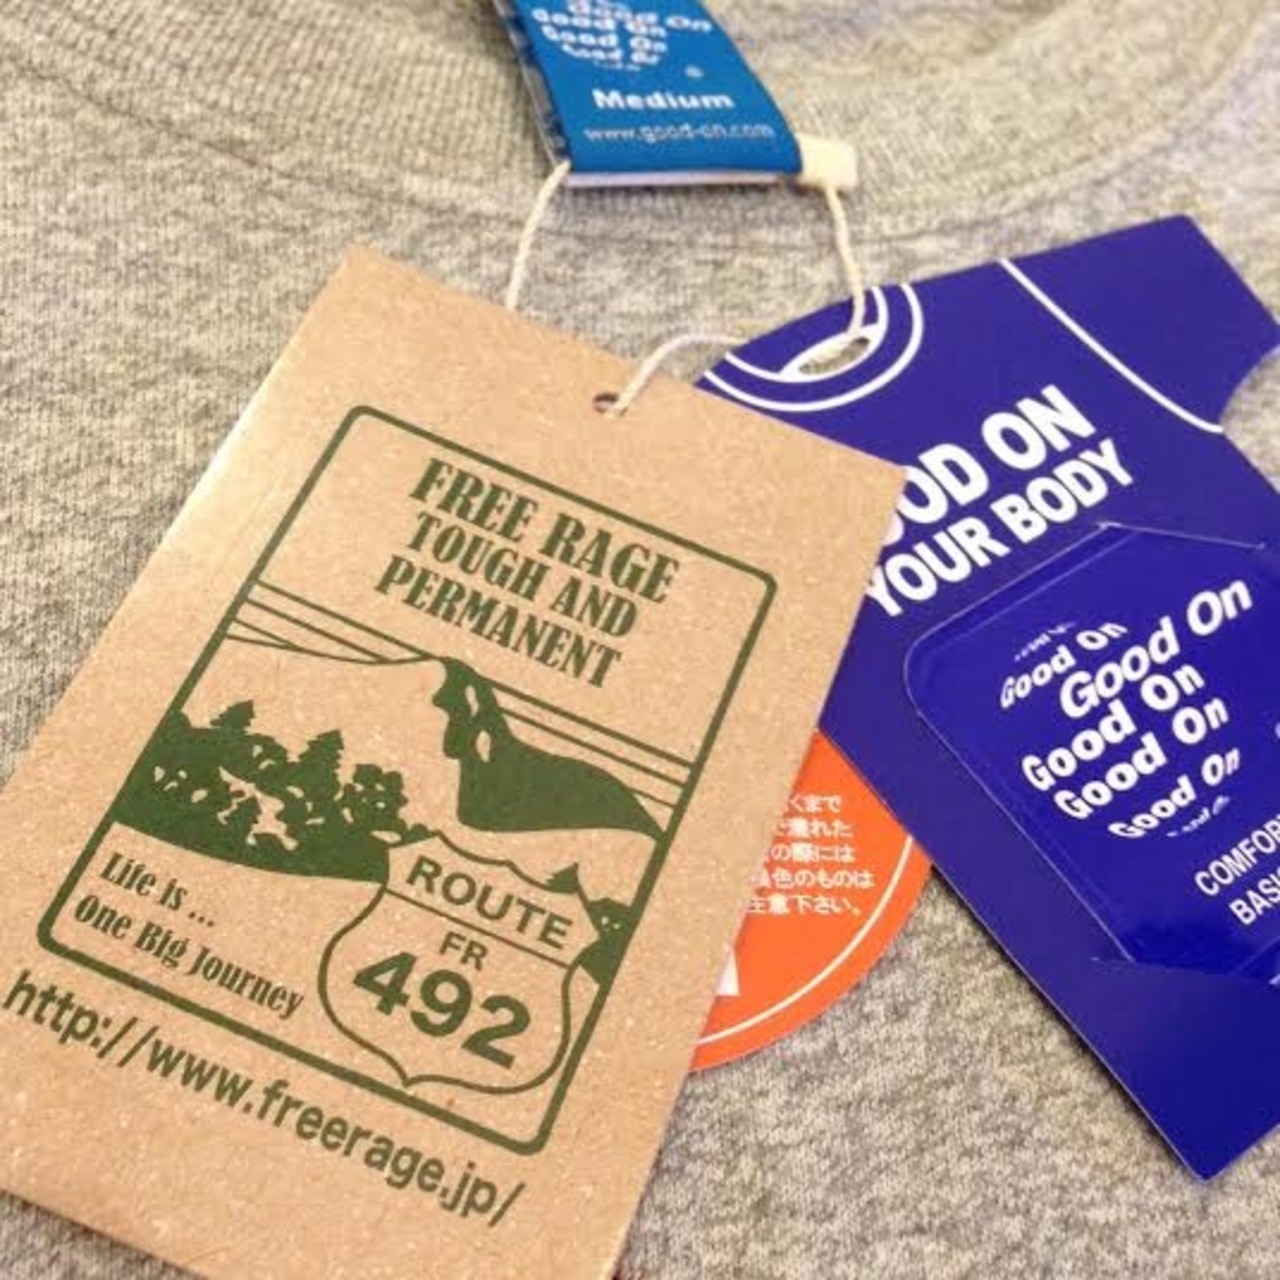 Good On
Good On
Good On
Good On
Medium
www.good-on.com
FREE RAGE
TOUGH AND
PERMANENT
Life is ...
One Big Journey
ROUTE
FR
492
http://www.freerage.jp/
ON
YOUR BODY
Good On
Good On
Good On
Good On
Good On
くまで
で濡れた
の際には
色のものは
注意下さい。